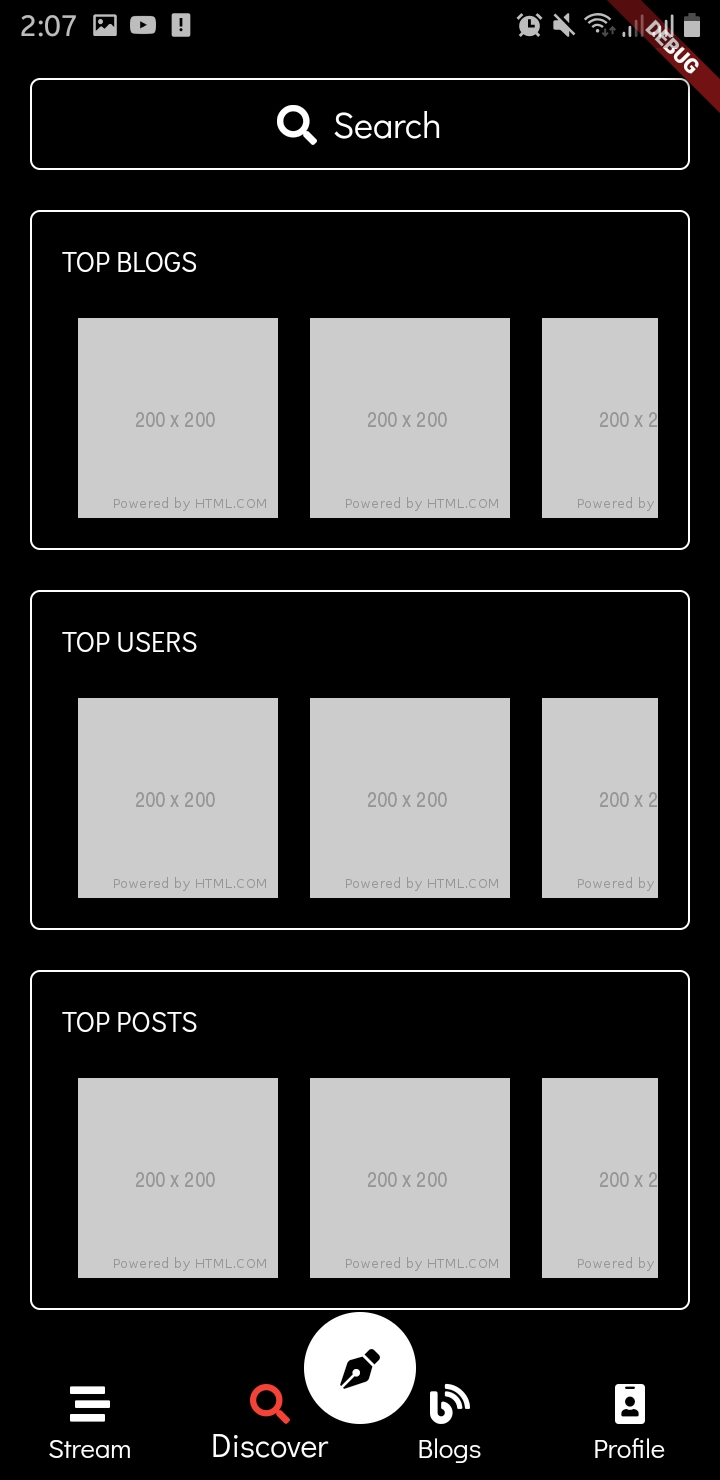 2:07
DEBUG
Search
TOP BLOGS
200 x 200
200 x 200
200 x 2
Powered by HTML.COM
Powered by HTML.COM
Powered by
TOP USERS
200 x 200
200 x 200
200 x 2
Powered by HTML.COM
Powered by HTML.COM
Powered by
TOP POSTS
200 x 200
200 x 200
200 x 2
Powered by HTML.COM
Powered by HTML.COM
Powered by
Stream
Discover
Blogs
Profile